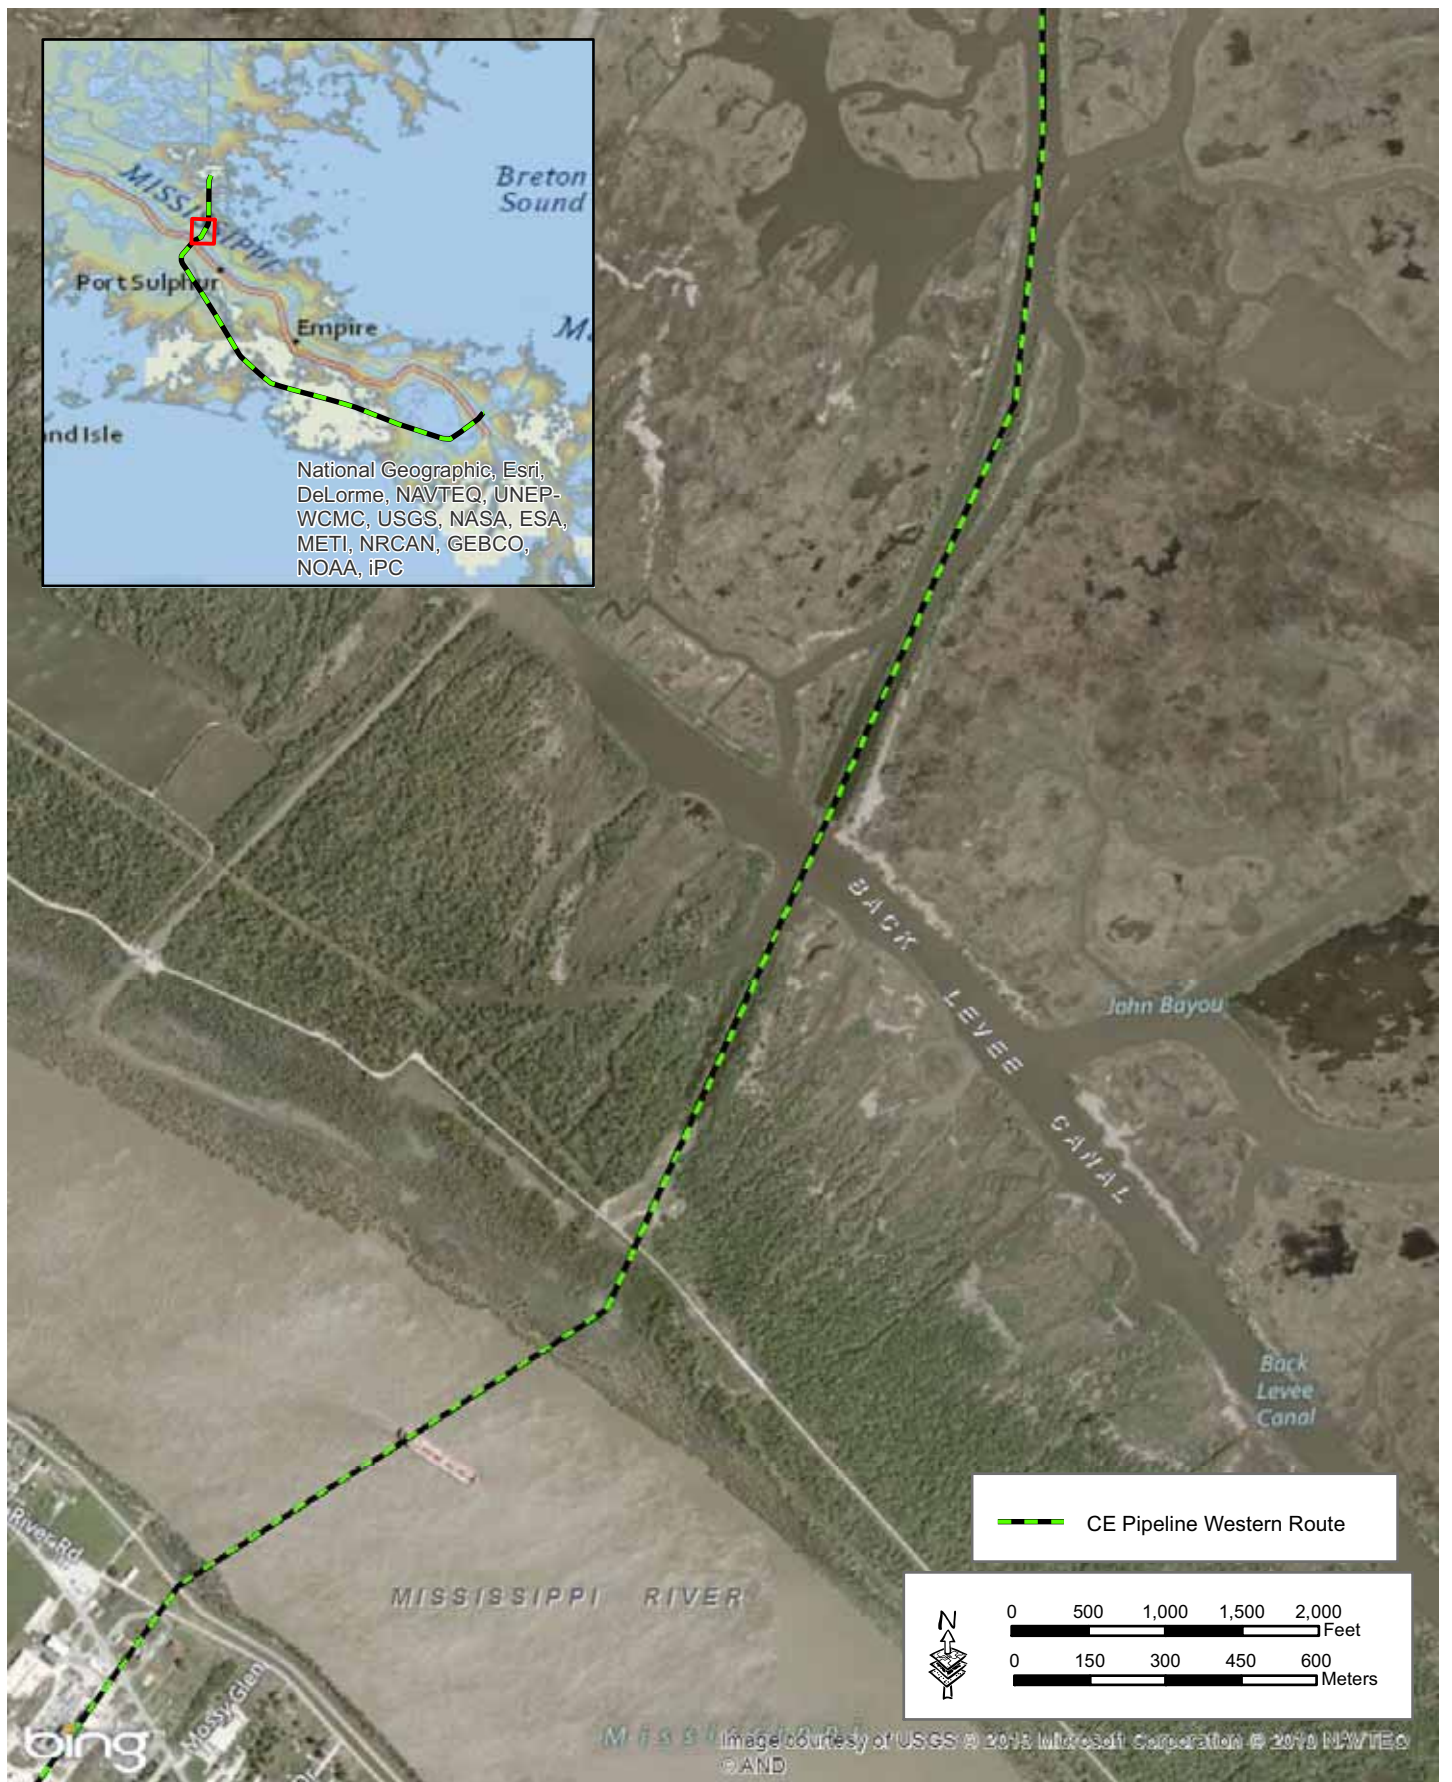 MISSISSIPPI
Breton
Sound
Port Sulphur
Empire
nd Isle
National Geographic, Esri,
DeLorme, NAVTEQ, UNEP-
WCMC, USGS, NASA, ESA,
METI, NRCAN, GEBCO,
NOAA, iPC
BACK LEVEE CANAL
John Bayou
Back
Levee
Canal
CE Pipeline Western Route
River Rd
MISSISSIPPI RIVER
Mossy Glen
N
0 500 1,000 1,500 2,000
Feet
0 150 300 450 600
Meters
bing
Image courtesy of USGS © 2012 Microsoft Corporation © 2010 NAVTEQ
© AND